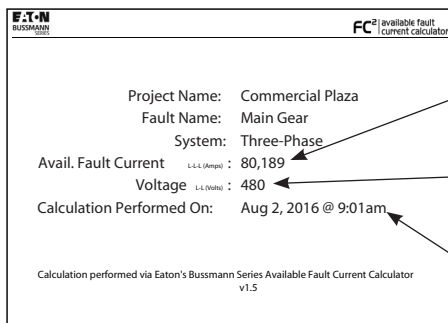 EATON
BUSSMANN
SERIES
FC² available fault
current calculator
Project Name: Commercial Plaza
Fault Name: Main Gear
System: Three-Phase
Avail. Fault Current L-L-L (Amps) : 80,189
Voltage L-L (Volts) : 480
Calculation Performed On: Aug 2, 2016 @ 9:01am
Calculation performed via Eaton's Bussmann Series Available Fault Current Calculator
v1.5